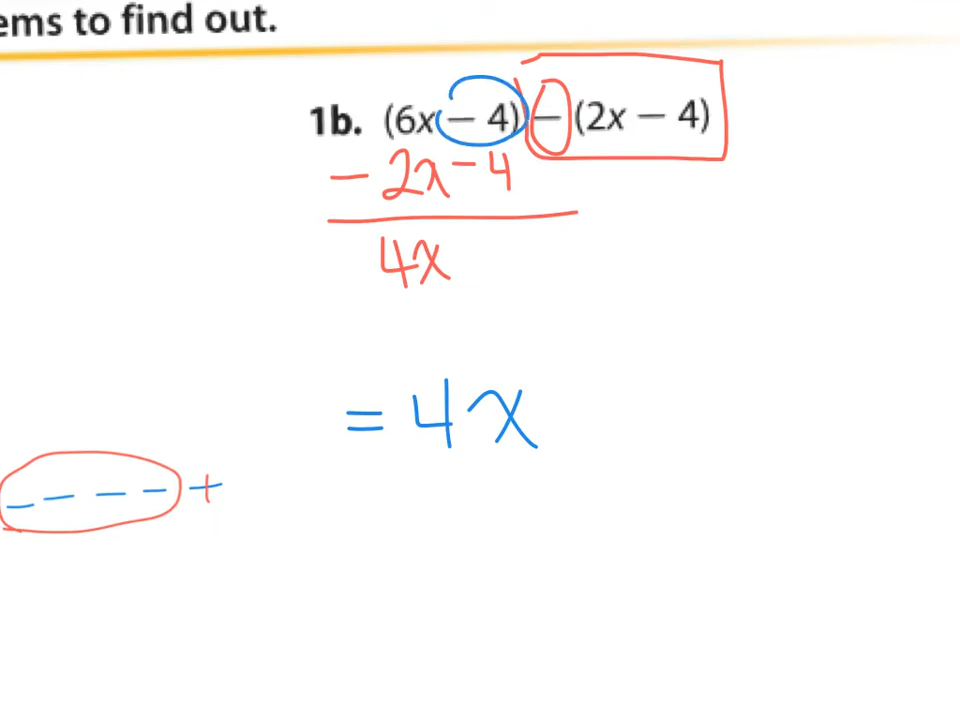 ems to find out.
1b. (6x – 4) – (2x – 4)
– 2x – 4
4x
= 4x
– – – – +